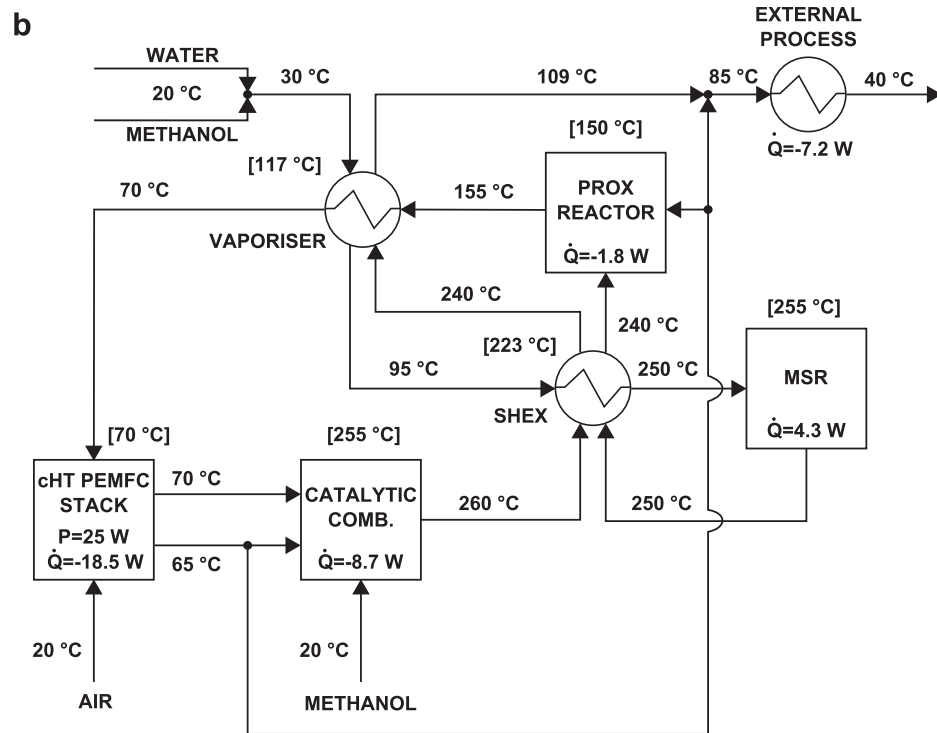 b
EXTERNAL
PROCESS
WATER
20 °C
METHANOL
30 °C
109 °C
85 °C
40 °C
Q̇=-7.2 W
[117 °C]
[150 °C]
70 °C
VAPORISER
155 °C
PROX
REACTOR
Q̇=-1.8 W
240 °C
240 °C
[255 °C]
[223 °C]
95 °C
SHEX
250 °C
MSR
Q̇=4.3 W
[70 °C]
[255 °C]
cHT PEMFC
STACK
P=25 W
Q̇=-18.5 W
70 °C
65 °C
CATALYTIC
COMB.
Q̇=-8.7 W
260 °C
250 °C
20 °C
AIR
20 °C
METHANOL